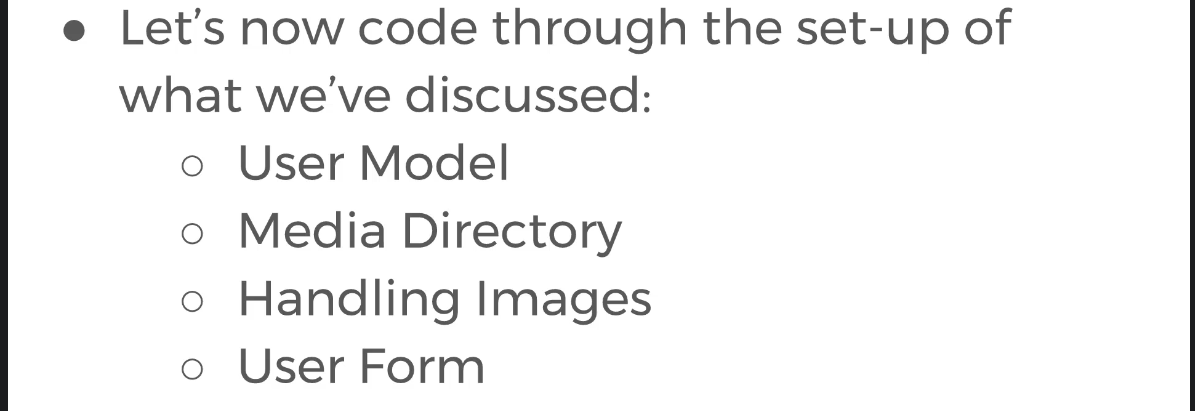 ● Let’s now code through the set-up of
what we’ve discussed:
○ User Model
○ Media Directory
○ Handling Images
○ User Form